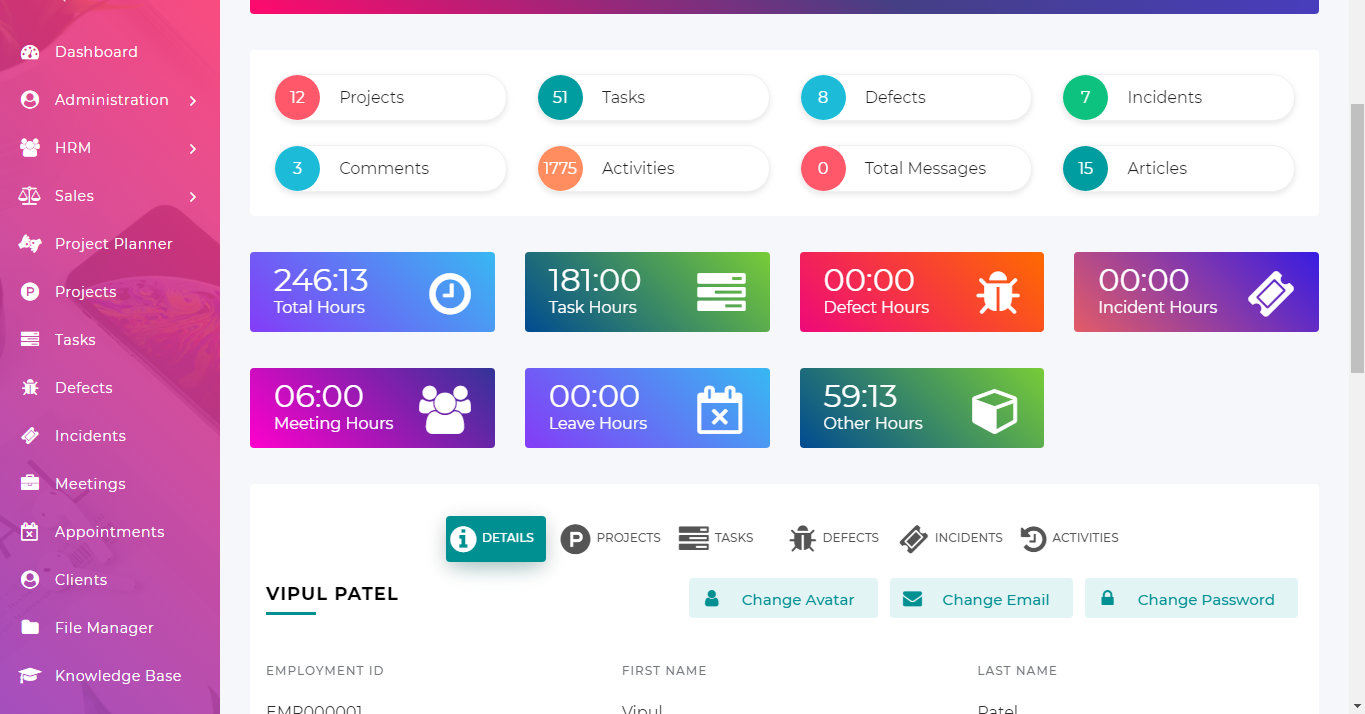 Dashboard
Administration
HRM
Sales
Project Planner
Projects
Tasks
Defects
Incidents
Meetings
Appointments
Clients
File Manager
Knowledge Base
12 Projects
51 Tasks
8 Defects
7 Incidents
3 Comments
1775 Activities
0 Total Messages
15 Articles
246:13
Total Hours
181:00
Task Hours
00:00
Defect Hours
00:00
Incident Hours
06:00
Meeting Hours
00:00
Leave Hours
59:13
Other Hours
DETAILS
P PROJECTS
TASKS
DEFECTS
INCIDENTS
ACTIVITIES
VIPUL PATEL
Change Avatar
Change Email
Change Password
EMPLOYMENT ID
FIRST NAME
LAST NAME
EMP000001
Vipul
Patel